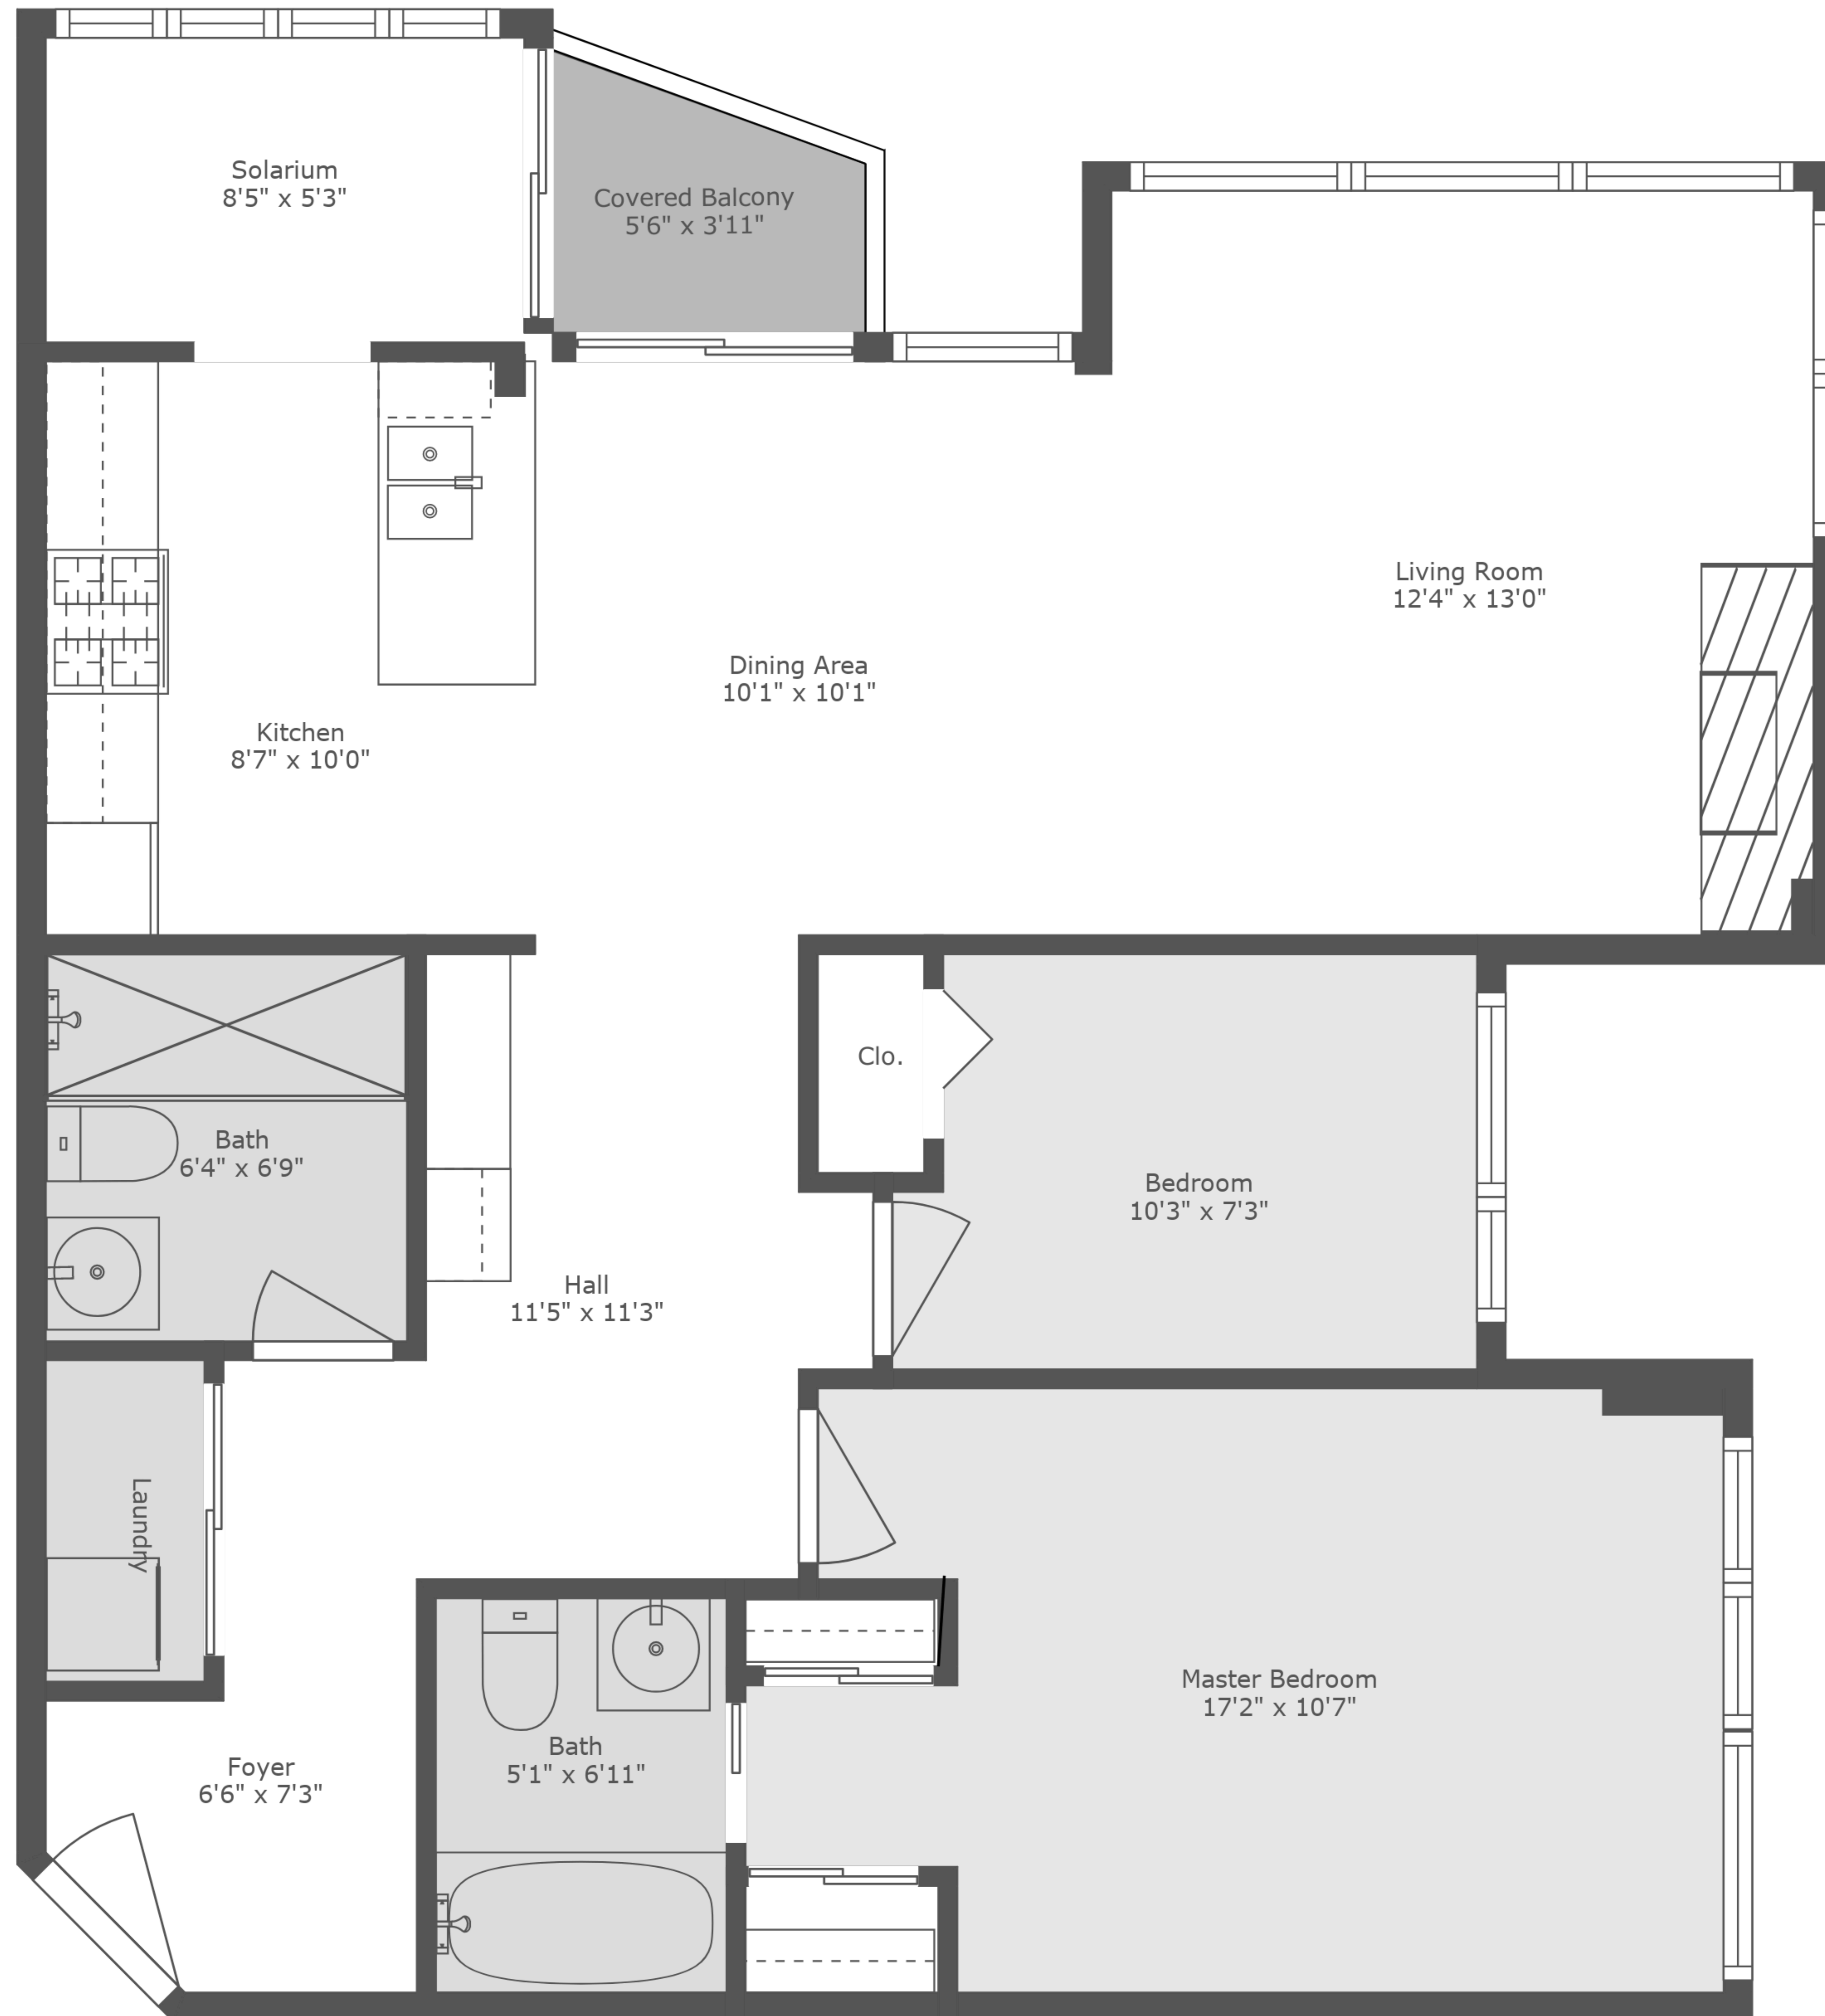 Solarium
8'5" x 5'3"
Covered Balcony
5'6" x 3'11"
Living Room
12'4" x 13'0"
Dining Area
10'1" x 10'1"
Kitchen
8'7" x 10'0"
Clo.
Bath
6'4" x 6'9"
Bedroom
10'3" x 7'3"
Hall
11'5" x 11'3"
Laundry
Master Bedroom
17'2" x 10'7"
Bath
5'1" x 6'11"
Foyer
6'6" x 7'3"